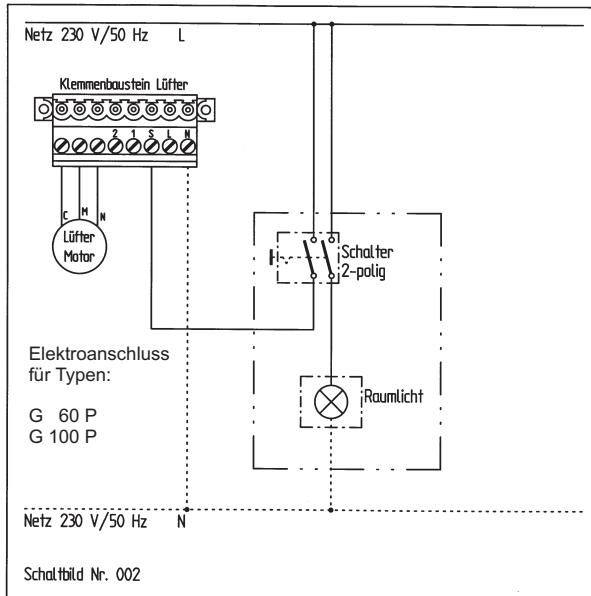 Netz 230 V/50 Hz L
Klemmenbaustein Lüfter
2 1 S L N
C M N
Lüfter
Motor
Schalter
2-polig
Elektroanschluss
für Typen:
G 60 P
G 100 P
Raumlicht
Netz 230 V/50 Hz N
Schaltbild Nr. 002